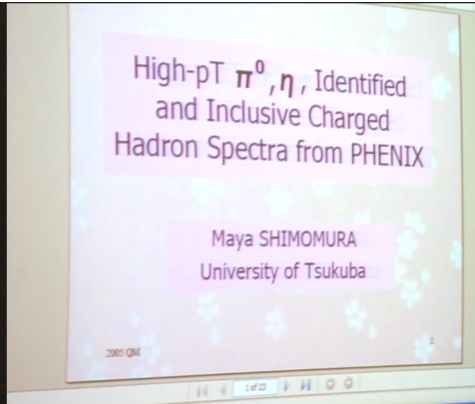 High-pT π⁰, η, Identified
and Inclusive Charged
Hadron Spectra from PHENIX
Maya SHIMOMURA
University of Tsukuba
2005 QM
1
1 of 23